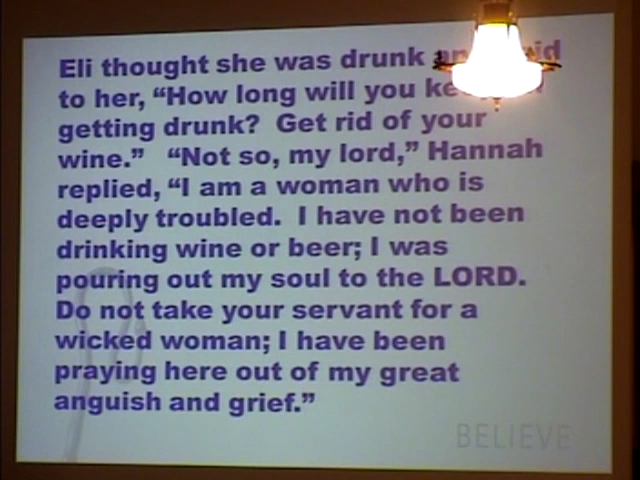 Eli thought she was drunk and said
to her, “How long will you
getting drunk?  Get rid of your
wine.”   “Not so, my lord,” Hannah
replied, “I am a woman who is
deeply troubled.  I have not been
drinking wine or beer; I was
pouring out my soul to the LORD.
Do not take your servant for a
wicked woman; I have been
praying here out of my great
anguish and grief.”
BELIEVE